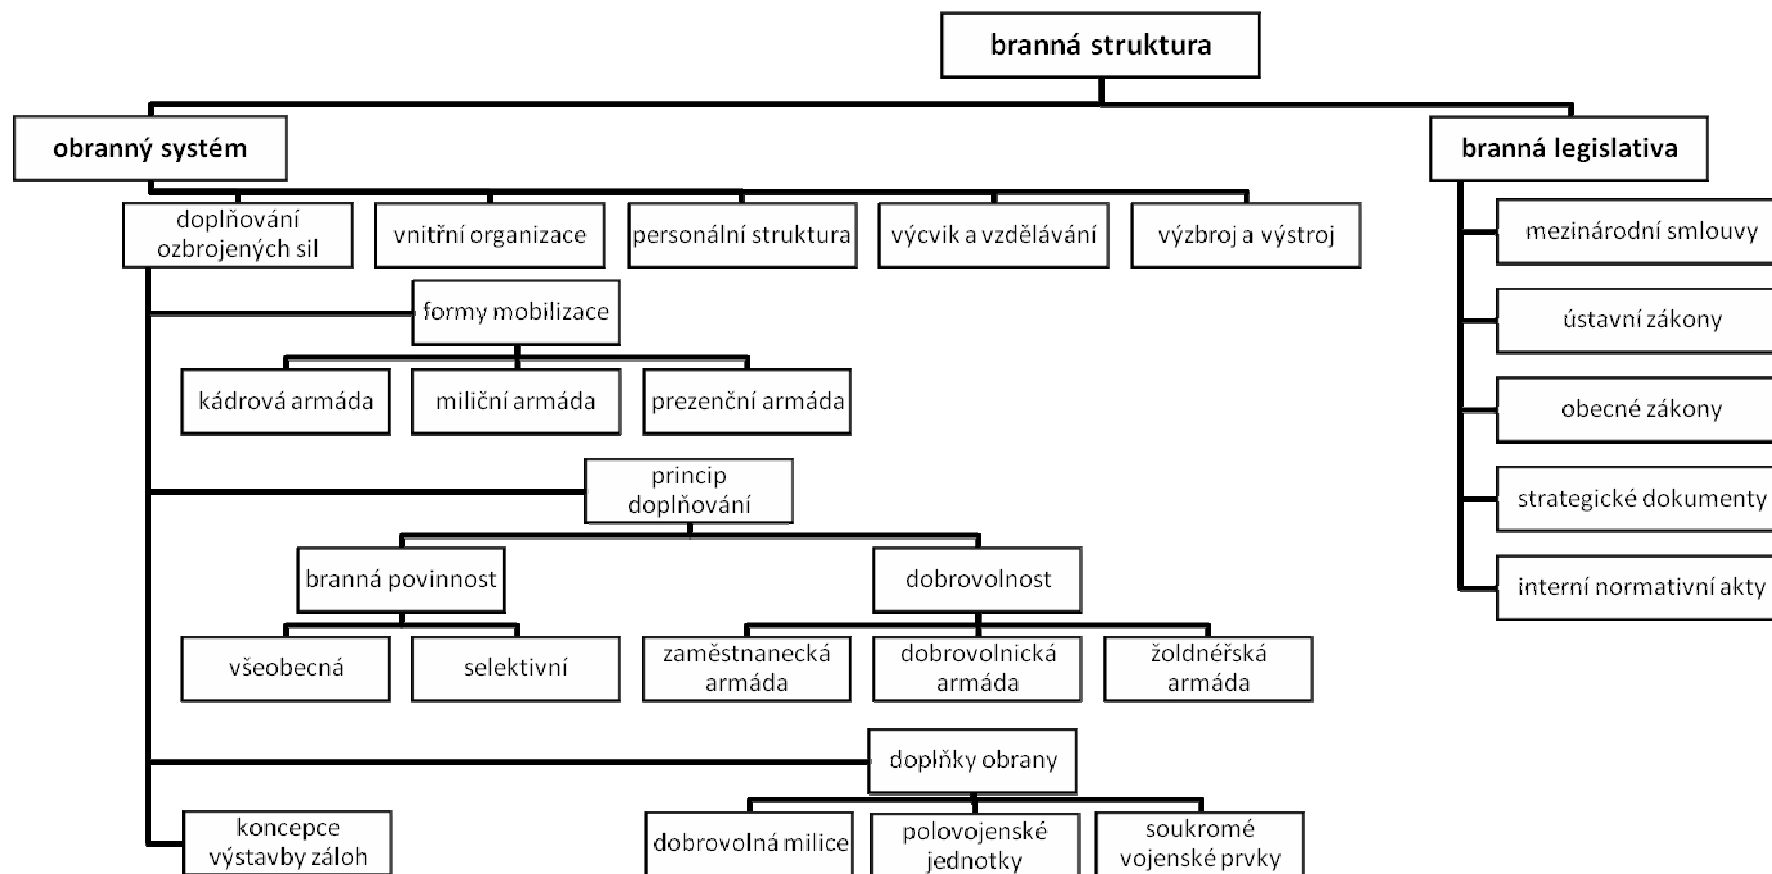 branná struktura
obranný systém
branná legislativa
doplňování
ozbrojených sil
vnitřní organizace
personální struktura
výcvik a vzdělávání
výzbroj a výstroj
mezinárodní smlouvy
formy mobilizace
ústavní zákony
kádrová armáda
miliční armáda
prezenční armáda
obecné zákony
princip
doplňování
strategické dokumenty
branná povinnost
dobrovolnost
interní normativní akty
všeobecná
selektivní
zaměstnanecká
armáda
dobrovolnická
armáda
žoldnéřská
armáda
doplňky obrany
koncepce
výstavby záloh
dobrovolná milice
polovojenské
jednotky
soukromé
vojenské prvky